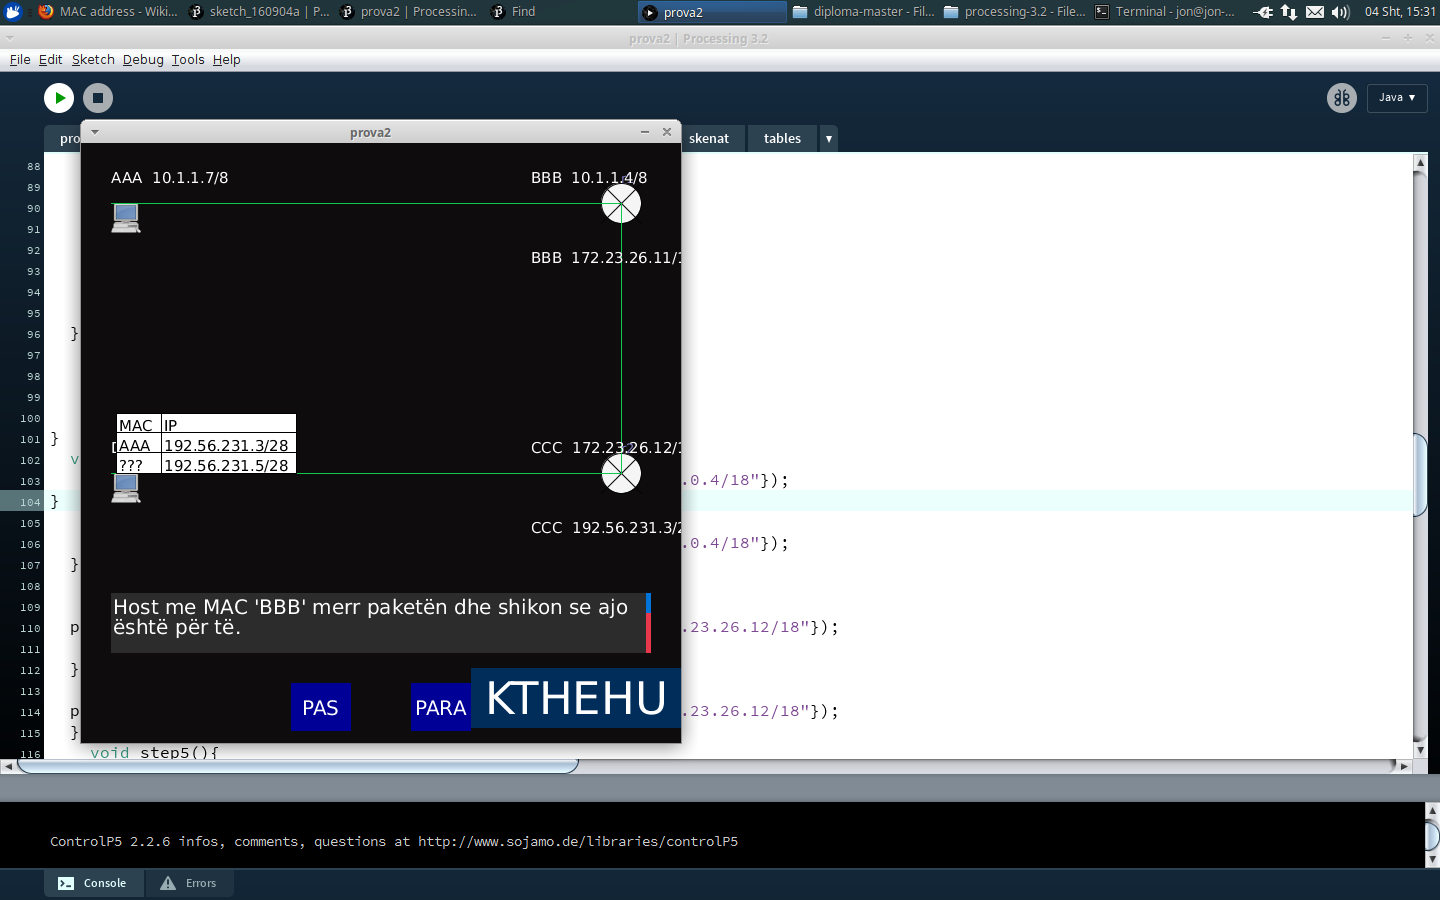 MAC address - Wiki...
sketch_160904a | P...
prova2 | Processin...
Find
prova2
diploma-master - Fil...
processing-3.2 - File...
Terminal - jon@jon-...
04 Sht, 15:31
prova2 | Processing 3.2
File Edit Sketch Debug Tools Help
Java ▾
pro
skenat
tables
prova2
AAA 10.1.1.7/8
BBB 10.1.1.4/8
BBB 172.23.26.11/1
MAC IP
AAA 192.56.231.3/28
??? 192.56.231.5/28
CCC 172.23.26.12/1
CCC 192.56.231.3/2
Host me MAC 'BBB' merr paketën dhe shikon se ajo
është për të.
PAS
PARA
KTHEHU
88
89
90
91
92
93
94
95
96 }
97
98
99
100
101 }
102 v
103 .0.4/18"});
104 }
105
106 .0.4/18"});
107 }
108
109
110 p .23.26.12/18"});
111
112 }
113
114 p .23.26.12/18"});
115 }
116 void step5(){
ControlP5 2.2.6 infos, comments, questions at http://www.sojamo.de/libraries/controlP5
Console
Errors